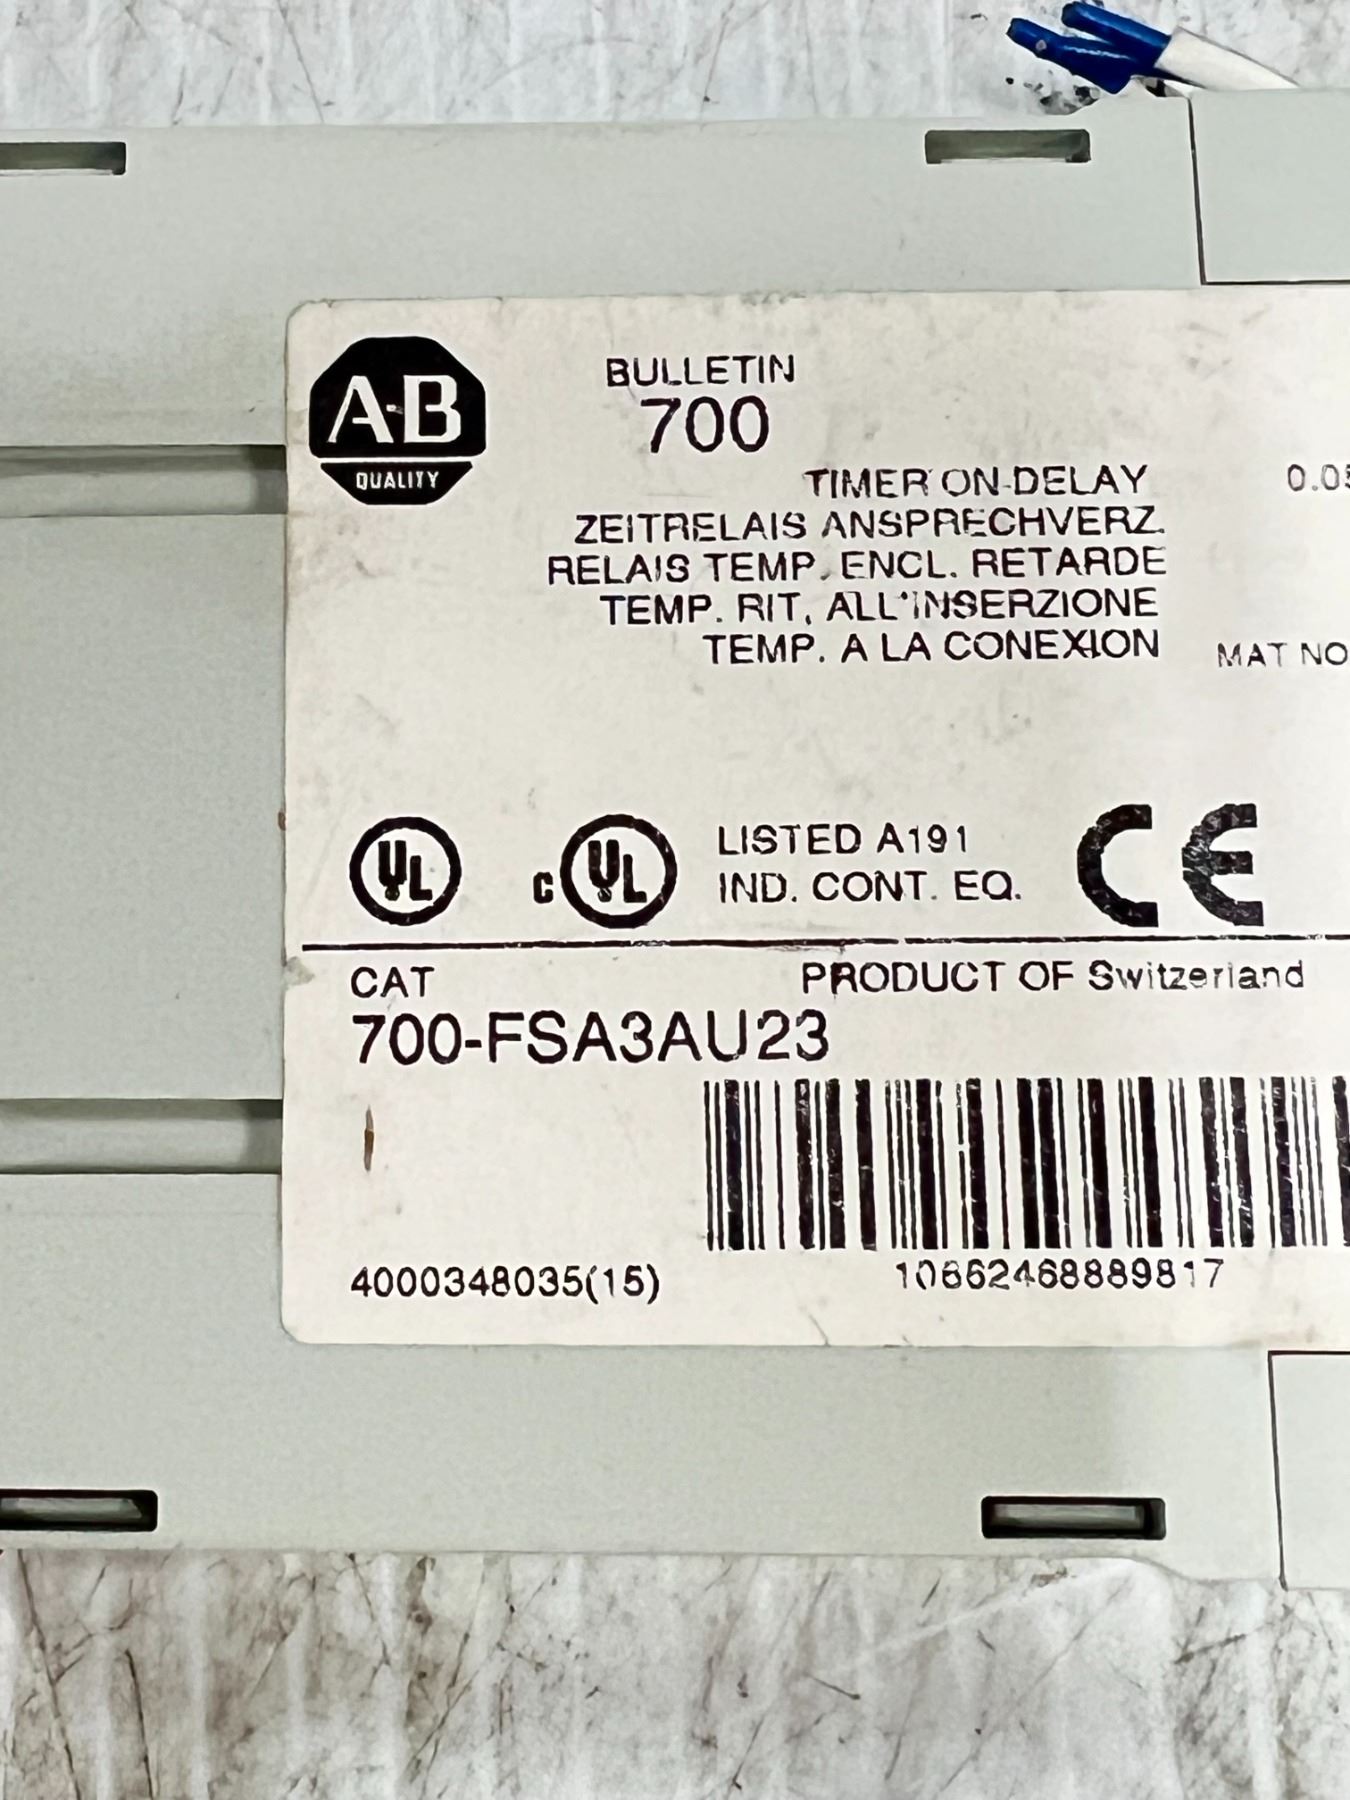 A-B
QUALITY
BULLETIN
700
TIMER ON-DELAY
0.05
ZEITRELAIS ANSPRECHVERZ.
RELAIS TEMP. ENCL. RETARDE
TEMP. RIT. ALL'INSERZIONE
TEMP. A LA CONEXION
MAT NO
UL
c UL
LISTED A191
IND. CONT. EQ.
CE
CAT
PRODUCT OF Switzerland
700-FSA3AU23
4000348035(15)
10662468889817